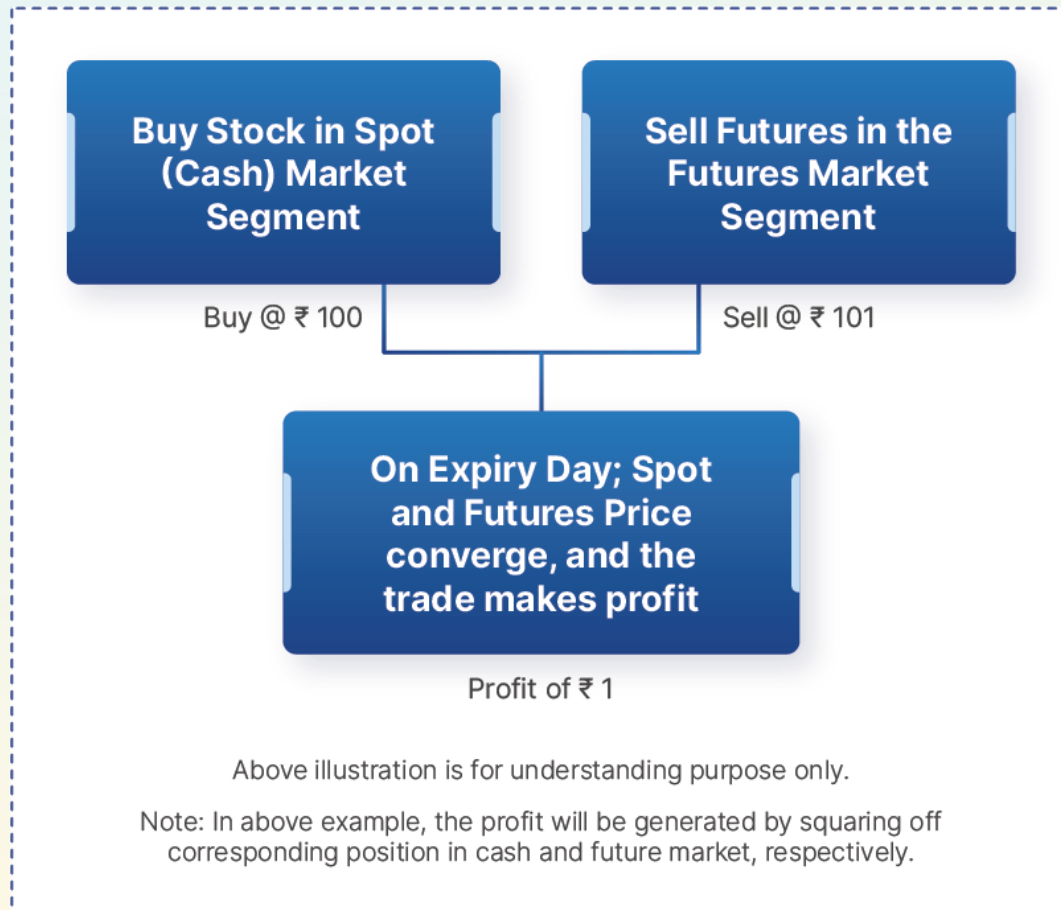 Buy Stock in Spot
(Cash) Market
Segment
Sell Futures in the
Futures Market
Segment
Buy @ ₹ 100
Sell @ ₹ 101
On Expiry Day; Spot
and Futures Price
converge, and the
trade makes profit
Profit of ₹ 1
Above illustration is for understanding purpose only.
Note: In above example, the profit will be generated by squaring off
corresponding position in cash and future market, respectively.